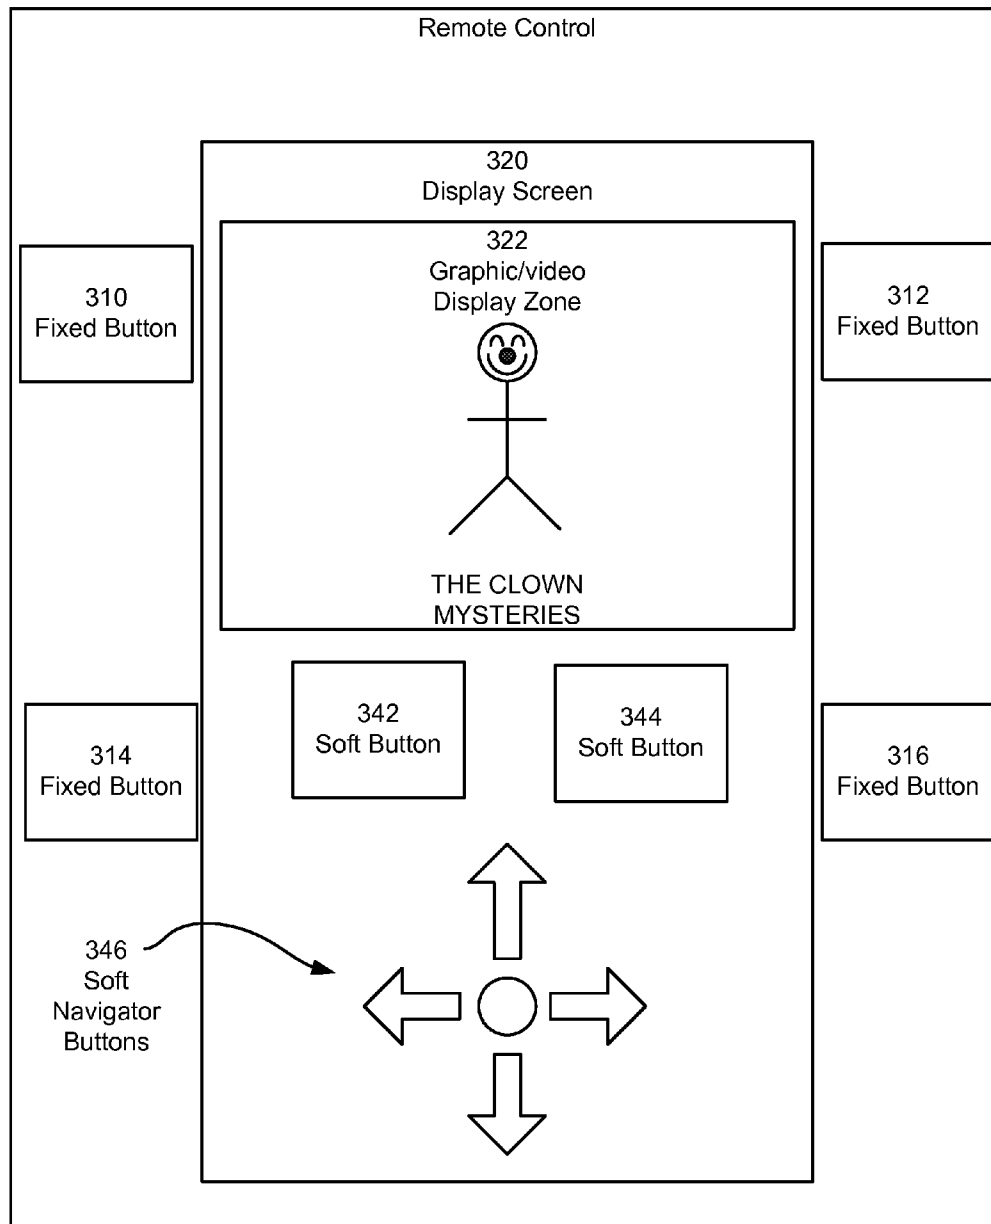 Remote Control
320
Display Screen
322
Graphic/video
Display Zone
310
Fixed Button
312
Fixed Button
THE CLOWN
MYSTERIES
342
Soft Button
344
Soft Button
314
Fixed Button
316
Fixed Button
346
Soft
Navigator
Buttons